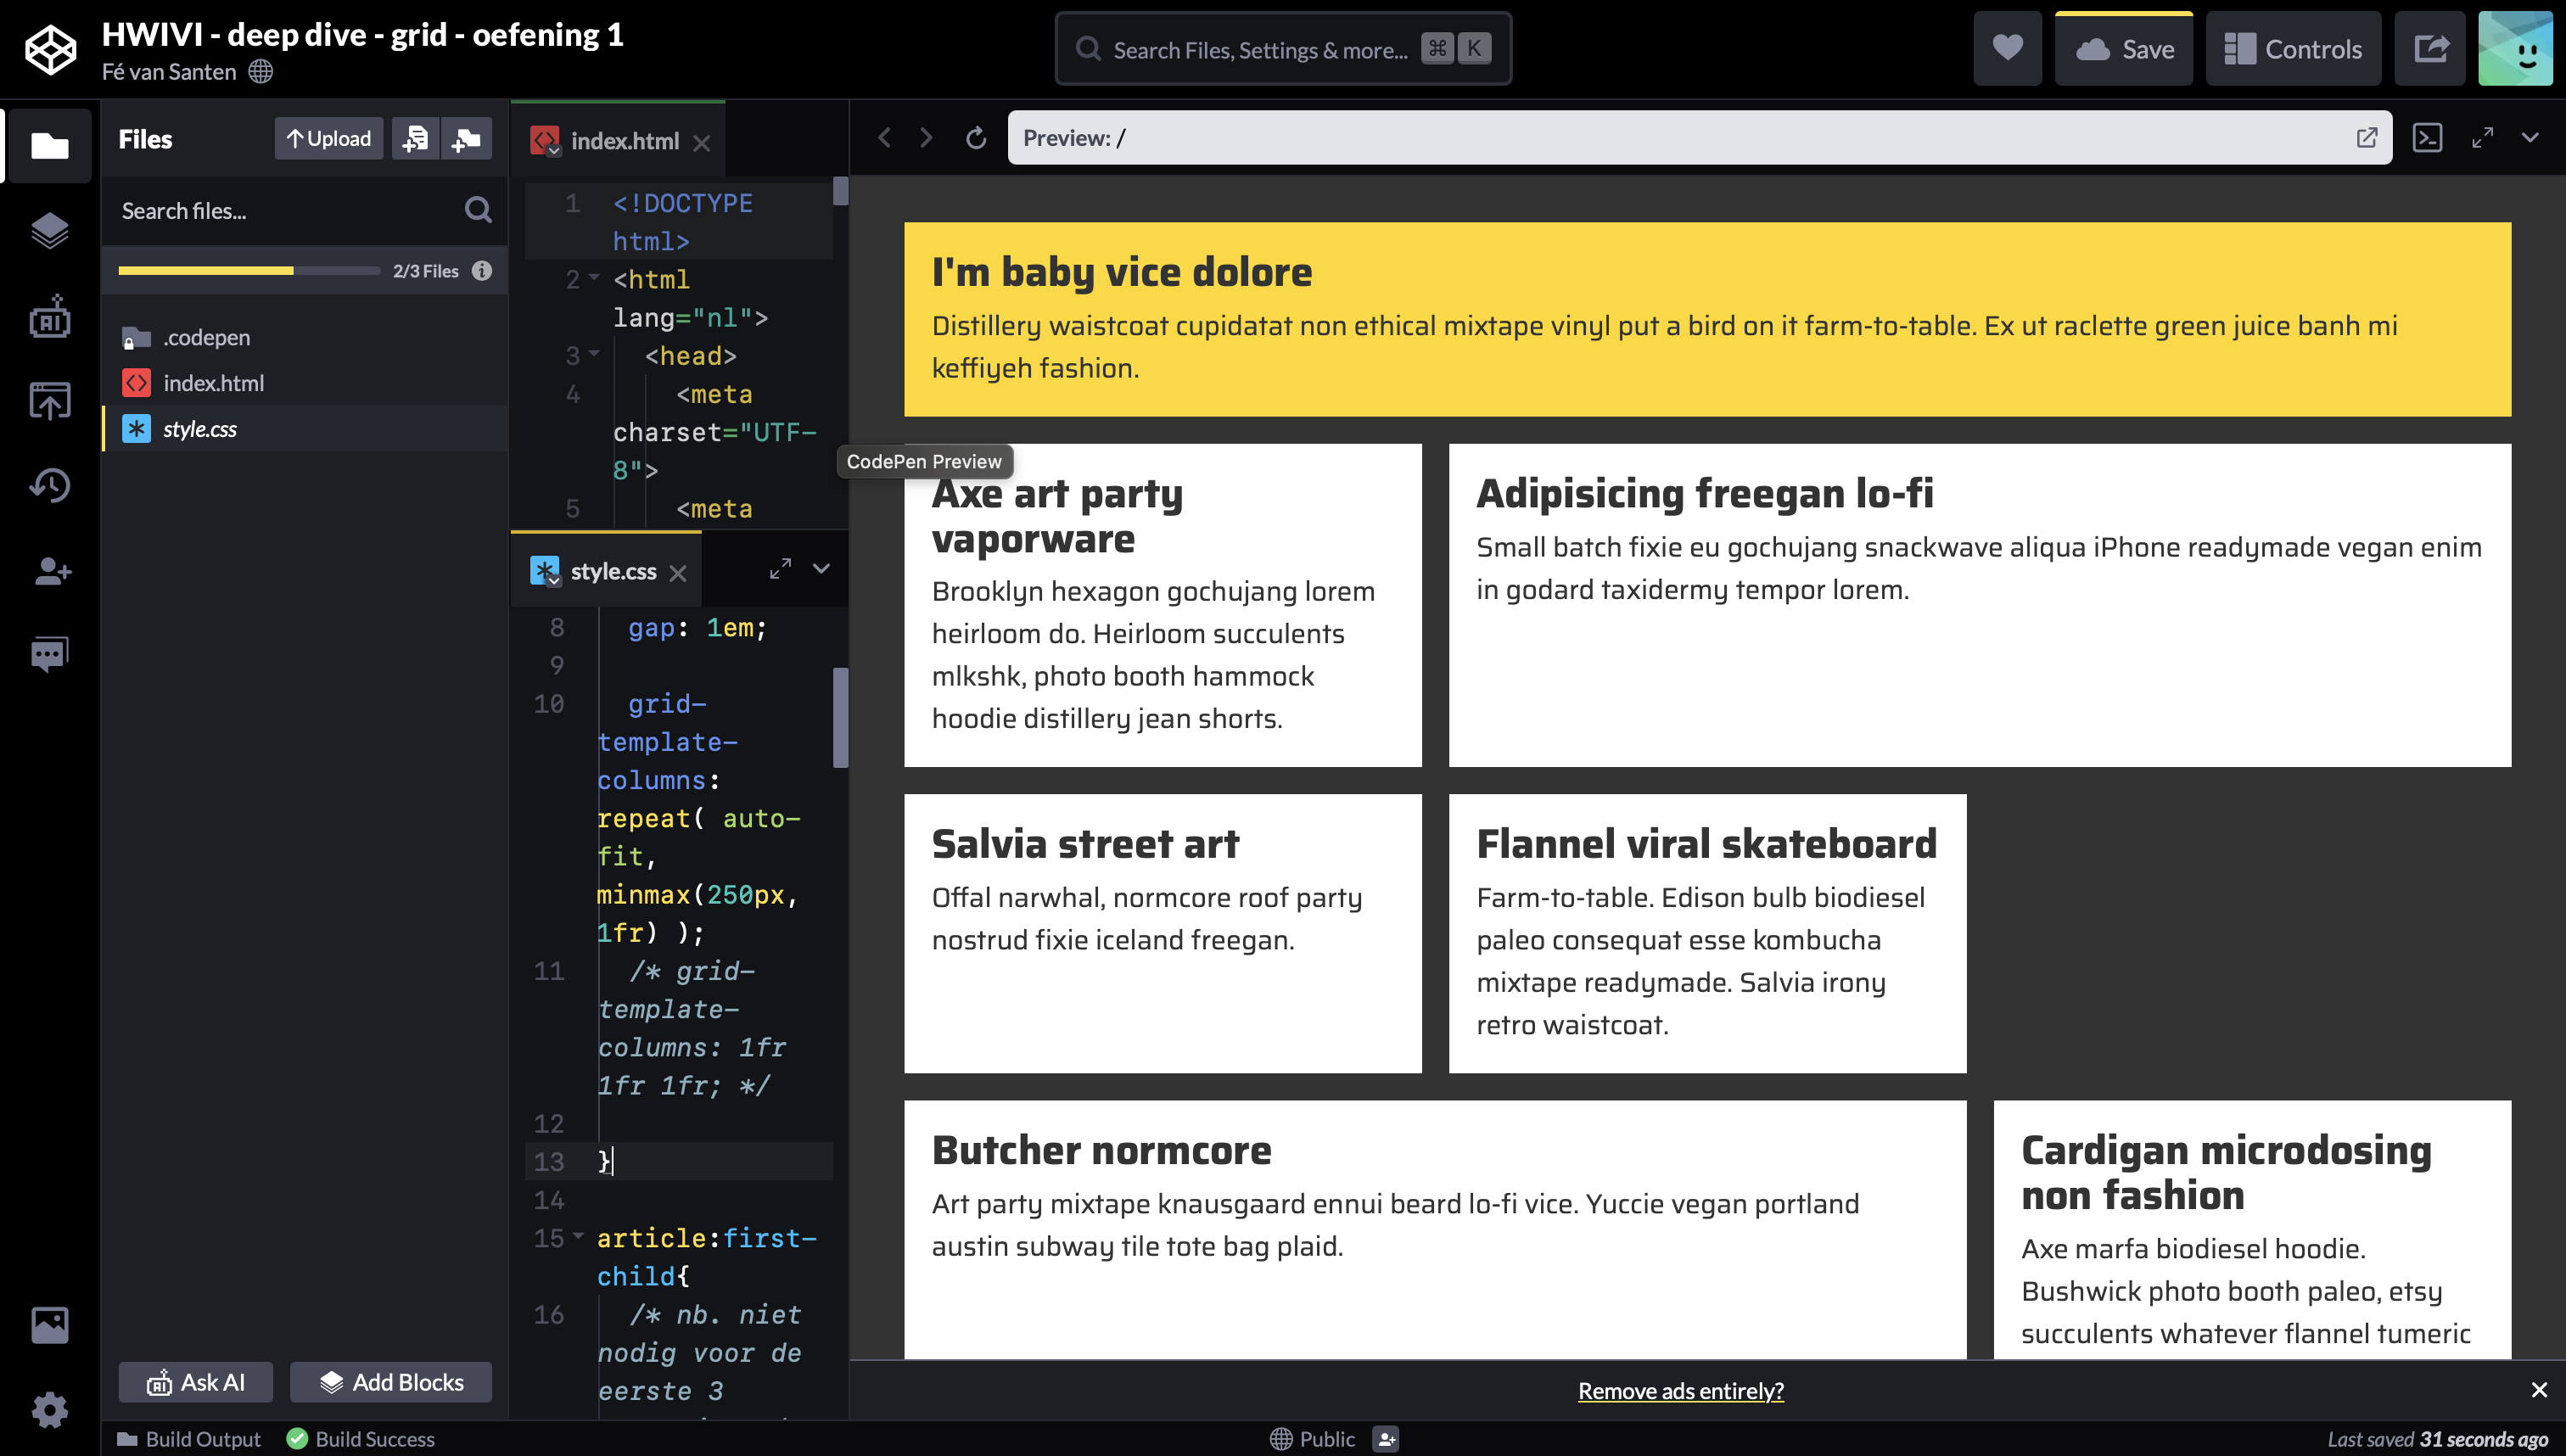 HWIVI - deep dive - grid - oefening 1
Fé van Santen
Search Files, Settings & more... ⌘ K
Save
Controls
Files
Upload
Search files...
2/3 Files
.codepen
index.html
style.css
Ask AI
Add Blocks
index.html
1 <!DOCTYPE
html>
2 <html
lang="nl">
3 <head>
4 <meta
charset="UTF-
8">
5 <meta
style.css
8 gap: 1em;
9
10 grid-
template-
columns:
repeat( auto-
fit,
minmax(250px,
1fr) );
11 /* grid-
template-
columns: 1fr
1fr 1fr; */
12
13 }
14
15 article:first-
child{
16 /* nb. niet
nodig voor de
eerste 3
Preview: /
CodePen Preview
I'm baby vice dolore
Distillery waistcoat cupidatat non ethical mixtape vinyl put a bird on it farm-to-table. Ex ut raclette green juice banh mi
keffiyeh fashion.
Axe art party
vaporware
Brooklyn hexagon gochujang lorem
heirloom do. Heirloom succulents
mlkshk, photo booth hammock
hoodie distillery jean shorts.
Adipisicing freegan lo-fi
Small batch fixie eu gochujang snackwave aliqua iPhone readymade vegan enim
in godard taxidermy tempor lorem.
Salvia street art
Offal narwhal, normcore roof party
nostrud fixie iceland freegan.
Flannel viral skateboard
Farm-to-table. Edison bulb biodiesel
paleo consequat esse kombucha
mixtape readymade. Salvia irony
retro waistcoat.
Butcher normcore
Art party mixtape knausgaard ennui beard lo-fi vice. Yuccie vegan portland
austin subway tile tote bag plaid.
Cardigan microdosing
non fashion
Axe marfa biodiesel hoodie.
Bushwick photo booth paleo, etsy
succulents whatever flannel tumeric
Remove ads entirely?
Build Output
Build Success
Public
Last saved 31 seconds ago